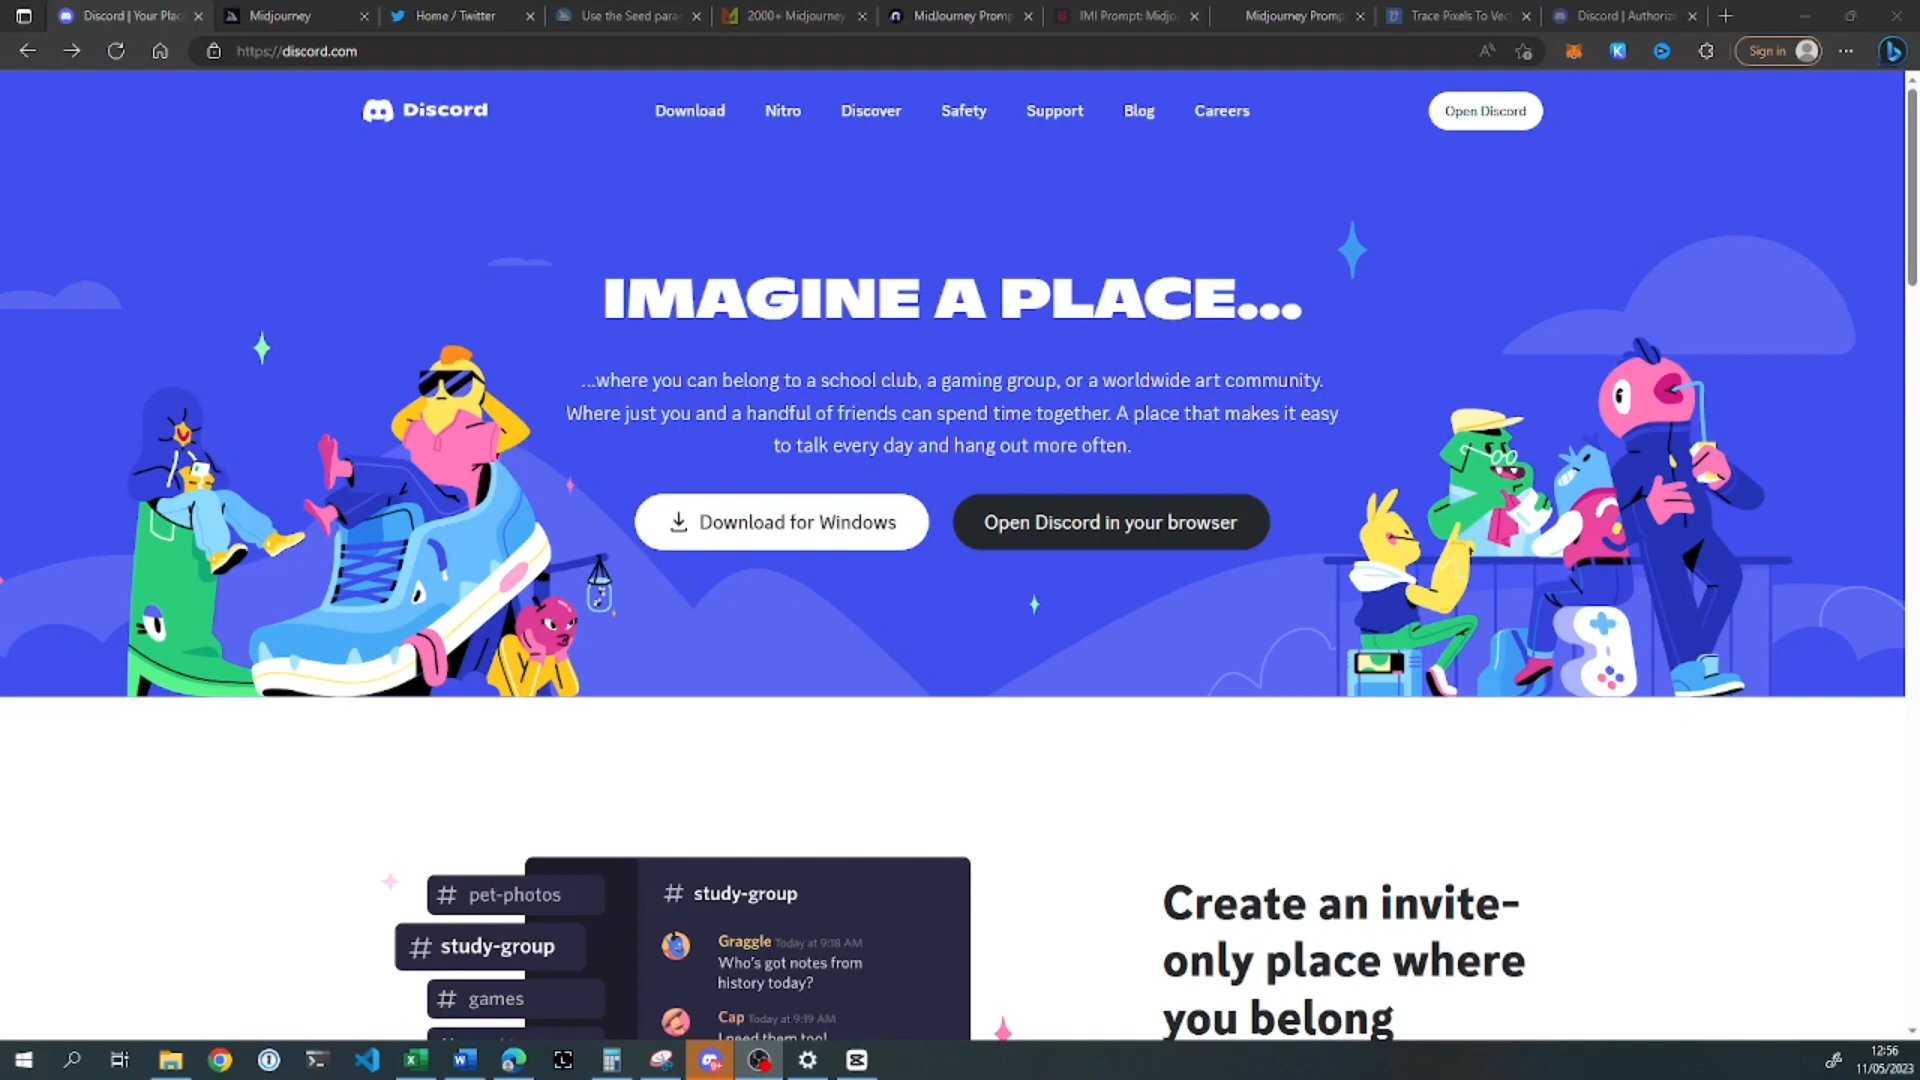 Discord | Your Plac
Midjourney
Home / Twitter
Use the Seed para
2000+ Midjourney
MidJourney Promp
IMI Prompt: Midjo
Midjourney Promp
Trace Pixels To Vec
Discord | Authoriz
https://discord.com
Sign in
Discord
Download
Nitro
Discover
Safety
Support
Blog
Careers
Open Discord
IMAGINE A PLACE...
...where you can belong to a school club, a gaming group, or a worldwide art community.
Where just you and a handful of friends can spend time together. A place that makes it easy
to talk every day and hang out more often.
Download for Windows
Open Discord in your browser
# pet-photos
# study-group
# games
# study-group
Graggle Today at 9:18 AM
Who's got notes from
history today?
Cap Today at 9:19 AM
I need them too!
Create an invite-
only place where
you belong
12:56
11/05/2023